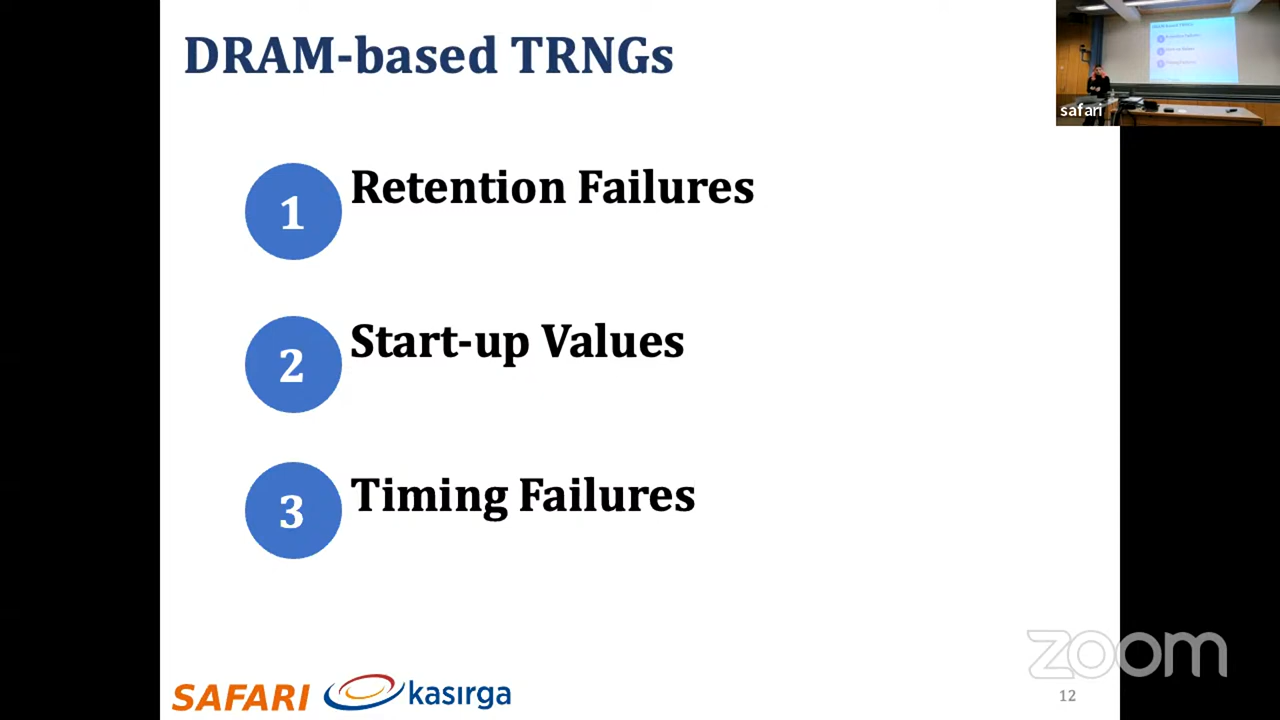 DRAM-based TRNGs
safari
1
Retention Failures
2
Start-up Values
3
Timing Failures
SAFARI
kasırga
zoom
12